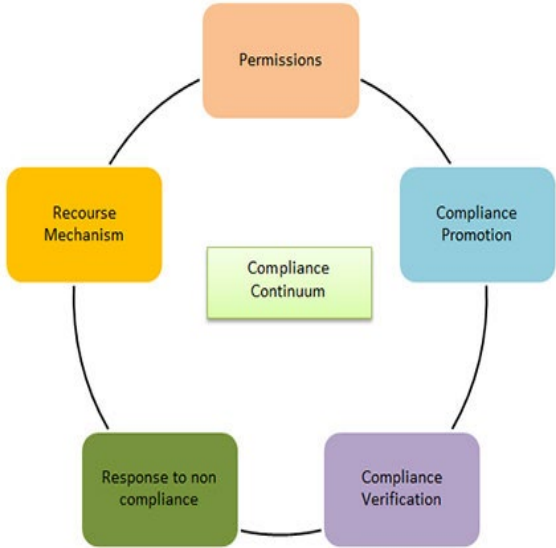 Permissions
Recourse
Mechanism
Compliance
Promotion
Compliance
Continuum
Response to non
compliance
Compliance
Verification